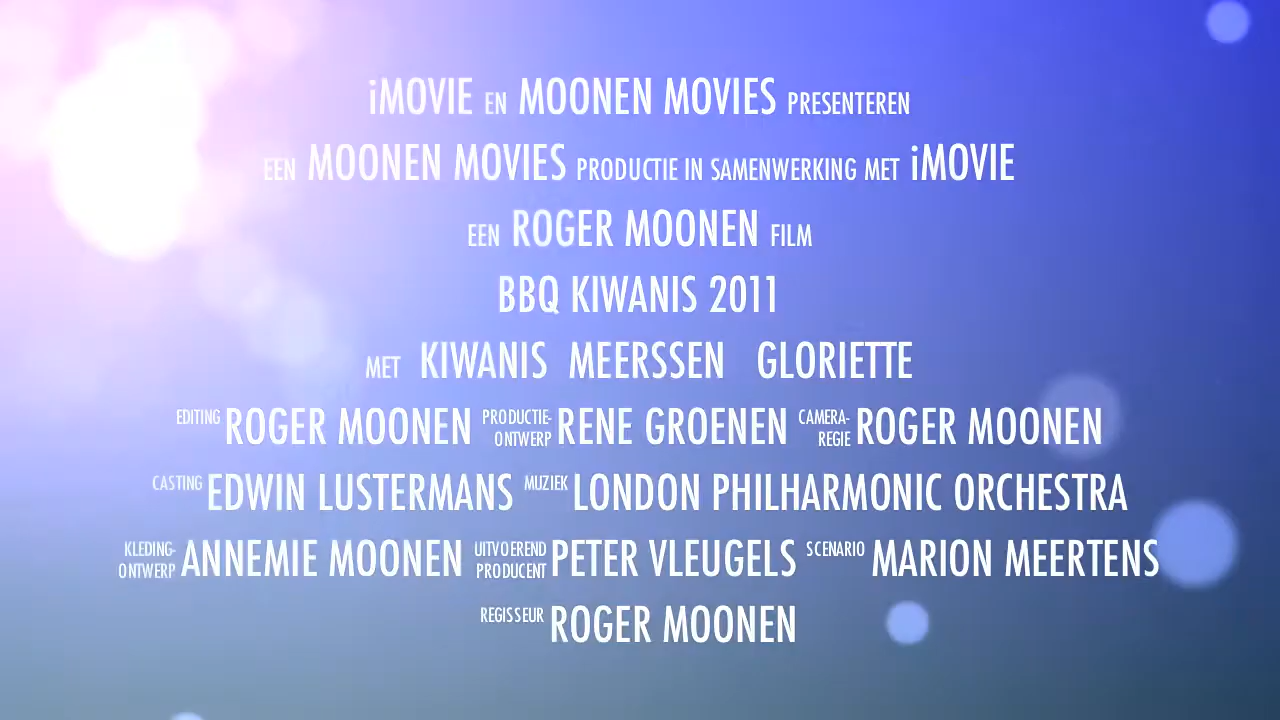 iMOVIE EN MOONEN MOVIES PRESENTEREN
EEN MOONEN MOVIES PRODUCTIE IN SAMENWERKING MET iMOVIE
EEN ROGER MOONEN FILM
BBQ KIWANIS 2011
MET KIWANIS MEERSSEN GLORIETTE
EDITING ROGER MOONEN PRODUCTIE-ONTWERP RENE GROENEN CAMERA-REGIE ROGER MOONEN
CASTING EDWIN LUSTERMANS MUZIEK LONDON PHILHARMONIC ORCHESTRA
KLEDING-ONTWERP ANNEMIE MOONEN UITVOEREND PRODUCENT PETER VLEUGELS SCENARIO MARION MEERTENS
REGISSEUR ROGER MOONEN